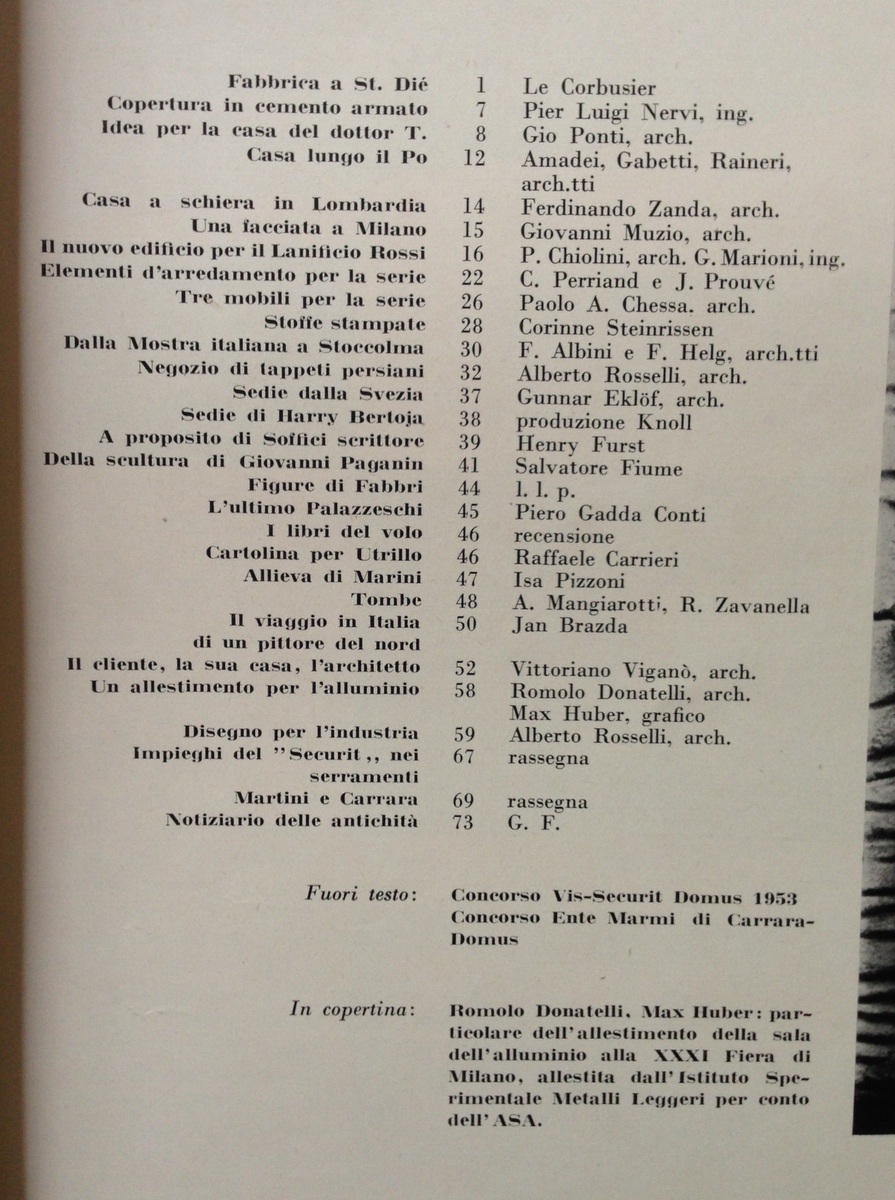 Fabbrica a St. Dié 1 Le Corbusier
Copertura in cemento armato 7 Pier Luigi Nervi, ing.
Idea per la casa del dottor T. 8 Gio Ponti, arch.
Casa lungo il Po 12 Amadei, Gabetti, Raineri,
arch.tti
Casa a schiera in Lombardia 14 Ferdinando Zanda, arch.
Una facciata a Milano 15 Giovanni Muzio, arch.
Il nuovo edificio per il Lanificio Rossi 16 P. Chiolini, arch. G. Marioni, ing.
Elementi d'arredamento per la serie 22 C. Perriand e J. Prouvé
Tre mobili per la serie 26 Paolo A. Chessa. arch.
Stoffe stampate 28 Corinne Steinrissen
Dalla Mostra italiana a Stoccolma 30 F. Albini e F. Helg, arch.tti
Negozio di tappeti persiani 32 Alberto Rosselli, arch.
Sedie dalla Svezia 37 Gunnar Eklöf, arch.
Sedie di Harry Bertoja 38 produzione Knoll
A proposito di Soffici scrittore 39 Henry Furst
Della scultura di Giovanni Paganin 41 Salvatore Fiume
Figure di Fabbri 44 l. l. p.
L'ultimo Palazzeschi 45 Piero Gadda Conti
I libri del volo 46 recensione
Cartolina per Utrillo 46 Raffaele Carrieri
Allieva di Marini 47 Isa Pizzoni
Tombe 48 A. Mangiarotti, R. Zavanella
Il viaggio in Italia 50 Jan Brazda
di un pittore del nord
Il cliente, la sua casa, l'architetto 52 Vittoriano Viganò, arch.
Un allestimento per l'alluminio 58 Romolo Donatelli, arch.
Max Huber, grafico
Disegno per l'industria 59 Alberto Rosselli, arch.
Impieghi del "Securit,, nei 67 rassegna
serramenti
Martini e Carrara 69 rassegna
Notiziario delle antichità 73 G. F.
Fuori testo: Concorso Vis-Securit Domus 1953
Concorso Ente Marmi di Carrara-
Domus
In copertina: Romolo Donatelli, Max Huber: par-
ticolare dell'allestimento della sala
dell'alluminio alla XXXI Fiera di
Milano, allestita dall'Istituto Spe-
rimentale Metalli Leggeri per conto
dell'ASA.